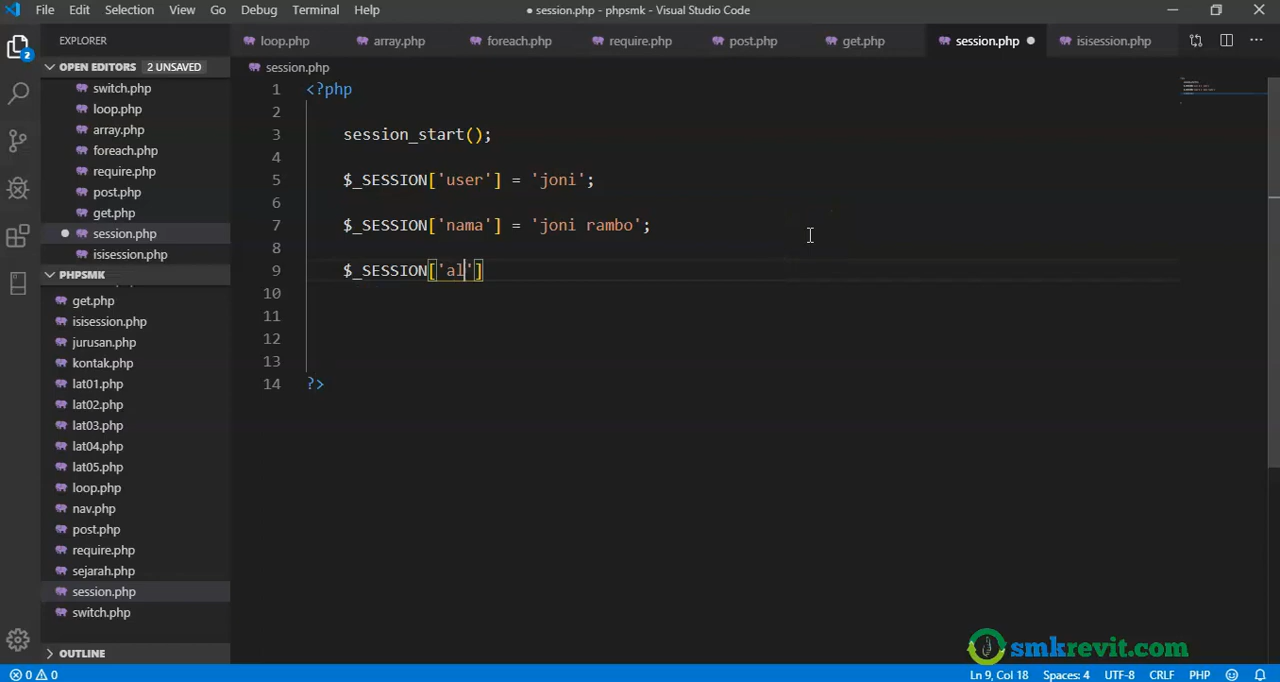 File Edit Selection View Go Debug Terminal Help
● session.php - phpsmk - Visual Studio Code
2
EXPLORER
OPEN EDITORS 2 UNSAVED
switch.php
loop.php
array.php
foreach.php
require.php
post.php
get.php
session.php
isisession.php
PHPSMK
get.php
isisession.php
jurusan.php
kontak.php
lat01.php
lat02.php
lat03.php
lat04.php
lat05.php
loop.php
nav.php
post.php
require.php
sejarah.php
session.php
switch.php
OUTLINE
loop.php array.php foreach.php require.php post.php get.php session.php ● isisession.php
session.php
1 <?php
2
3 session_start();
4
5 $_SESSION['user'] = 'joni';
6
7 $_SESSION['nama'] = 'joni rambo';
8
9 $_SESSION['al']
10
11
12
13
14 ?>
smkrevit.com
0 0 Ln 9, Col 18 Spaces: 4 UTF-8 CRLF PHP